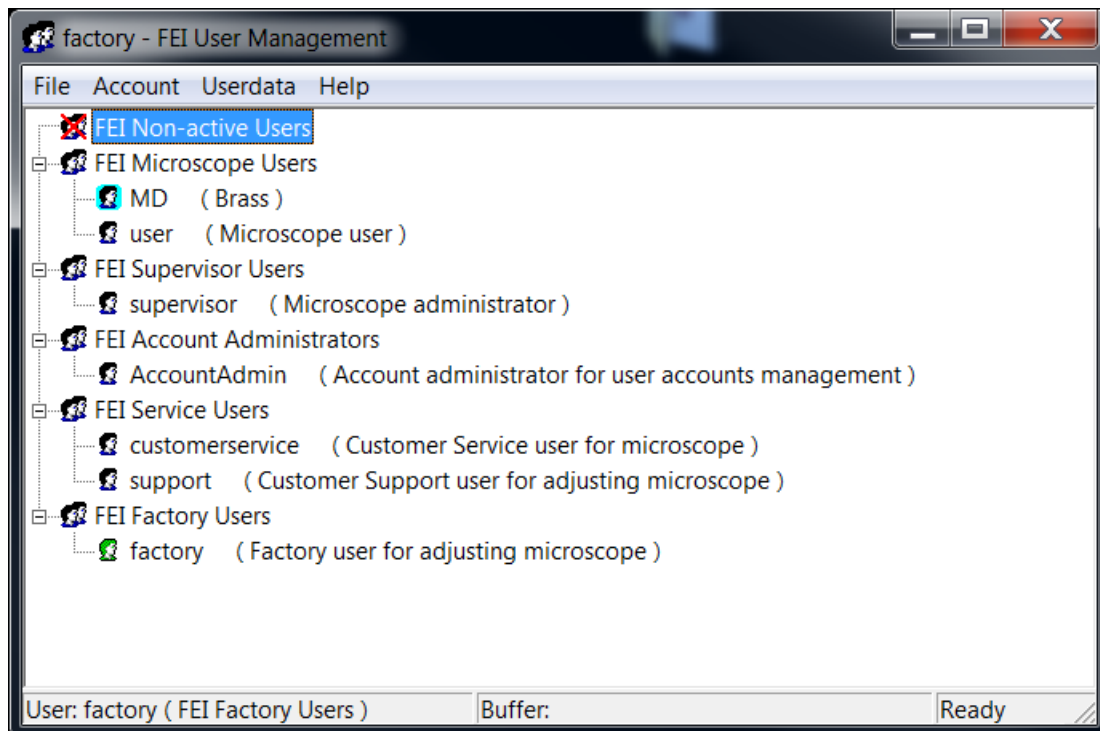 factory - FEI User Management
File Account Userdata Help
FEI Non-active Users
FEI Microscope Users
MD ( Brass )
user ( Microscope user )
FEI Supervisor Users
supervisor ( Microscope administrator )
FEI Account Administrators
AccountAdmin ( Account administrator for user accounts management )
FEI Service Users
customerservice ( Customer Service user for microscope )
support ( Customer Support user for adjusting microscope )
FEI Factory Users
factory ( Factory user for adjusting microscope )
User: factory ( FEI Factory Users ) Buffer: Ready